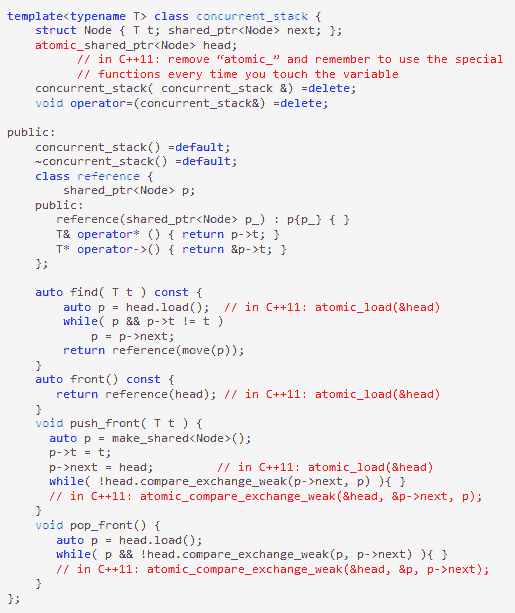 template<typename T> class concurrent_stack {
    struct Node { T t; shared_ptr<Node> next; };
    atomic_shared_ptr<Node> head;
          // in C++11: remove “atomic_” and remember to use the special
          // functions every time you touch the variable
    concurrent_stack( concurrent_stack &) =delete;
    void operator=(concurrent_stack&) =delete;

public:
    concurrent_stack() =default;
    ~concurrent_stack() =default;
    class reference {
        shared_ptr<Node> p;
    public:
       reference(shared_ptr<Node> p_) : p{p_} { }
       T& operator* () { return p->t; }
       T* operator->() { return &p->t; }
    };

    auto find( T t ) const {
        auto p = head.load();  // in C++11: atomic_load(&head)
        while( p && p->t != t )
            p = p->next;
        return reference(move(p));
    }
    auto front() const {
       return reference(head); // in C++11: atomic_load(&head)
    }
    void push_front( T t ) {
      auto p = make_shared<Node>();
      p->t = t;
      p->next = head;         // in C++11: atomic_load(&head)
      while( !head.compare_exchange_weak(p->next, p) ){ }
      // in C++11: atomic_compare_exchange_weak(&head, &p->next, p);
    }
    void pop_front() {
       auto p = head.load();
       while( p && !head.compare_exchange_weak(p, p->next) ){ }
       // in C++11: atomic_compare_exchange_weak(&head, &p, p->next);
    }
};